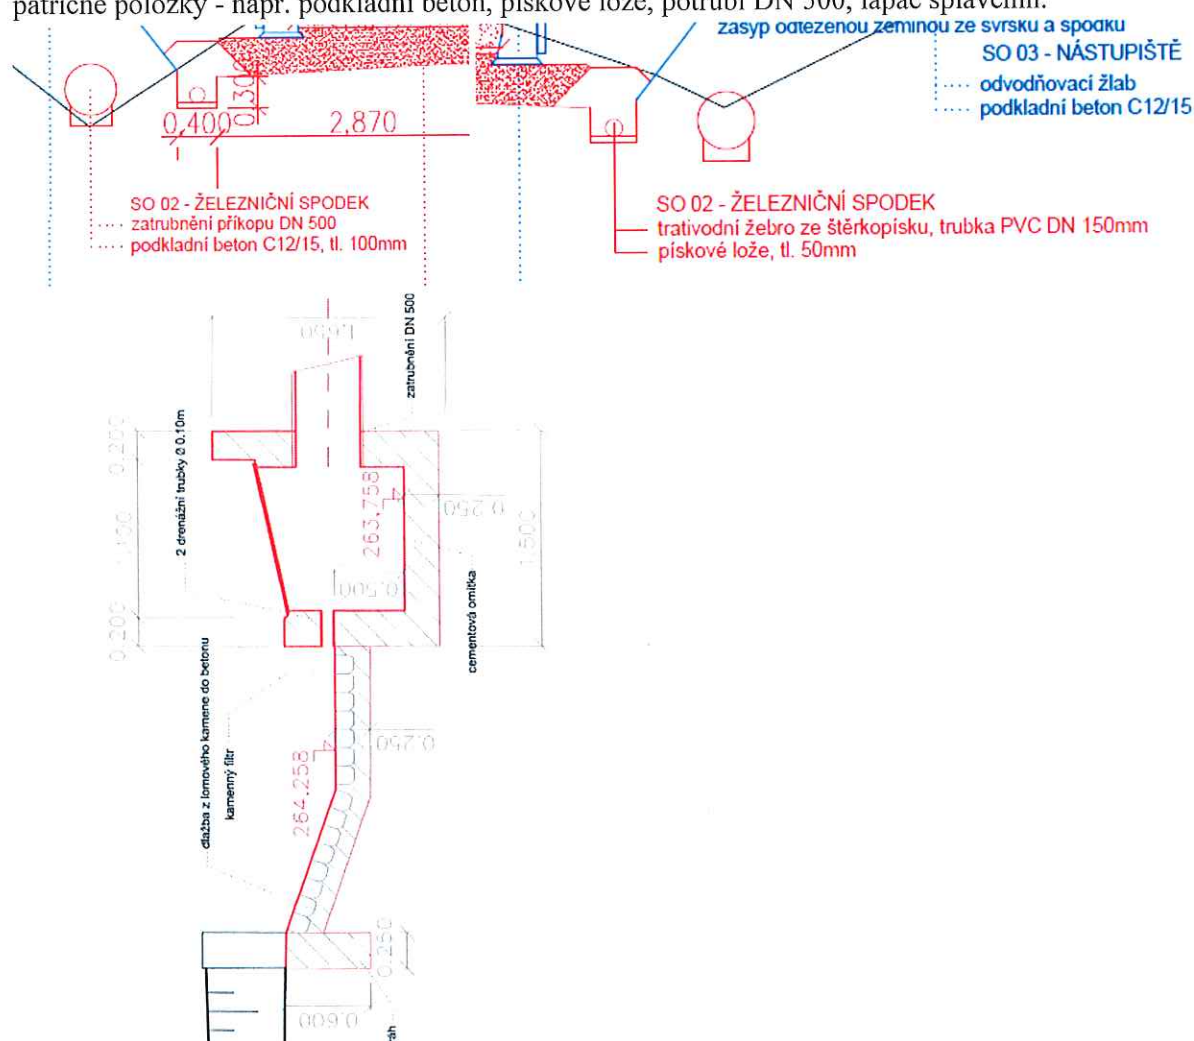 patřičné položky - např. podkladní beton, pískové lože, potrubí DN 500, lapač splavenin.
zásyp odtěženou zeminou ze svršku a spodku
SO 03 - NÁSTUPIŠTĚ
odvodňovací žlab
podkladní beton C12/15
0,130
0,400
2,870
SO 02 - ŽELEZNIČNÍ SPODEK
zatrubnění příkopu DN 500
podkladní beton C12/15, tl. 100mm
SO 02 - ŽELEZNIČNÍ SPODEK
trativodní žebro ze štěrkopísku, trubka PVC DN 150mm
pískové lože, tl. 50mm
1,650
zatrubnění DN 500
0.200
2 drenážní trubky Ø 0.10m
263,758
0.250
1.100
1.500
0.500
0.200
cementová omítka
dlažba z lomového kamene do betonu
kamenný filtr
264.258
0.250
0.250
0.600